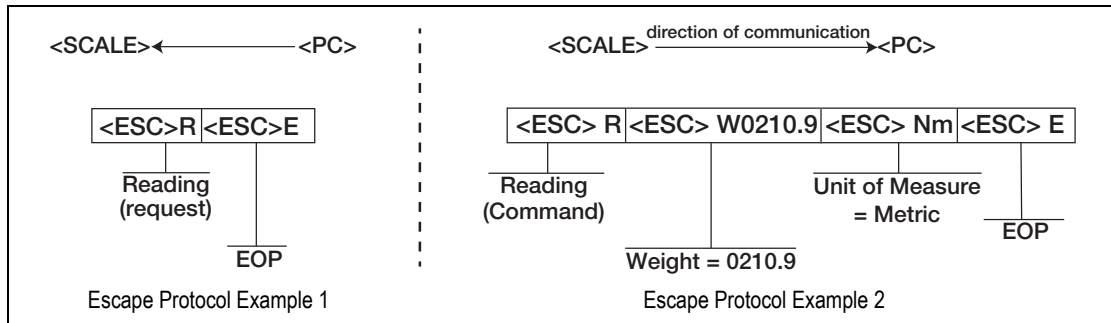 <SCALE> <PC>
<ESC>R <ESC>E
Reading
(request)
EOP
Escape Protocol Example 1
<SCALE> direction of communication <PC>
<ESC> R <ESC> W0210.9 <ESC> Nm <ESC> E
Reading
(Command)
Unit of Measure
= Metric
EOP
Weight = 0210.9
Escape Protocol Example 2